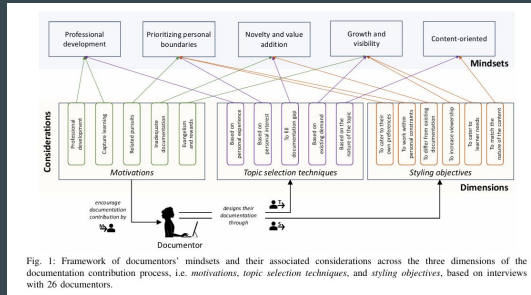 Professional
development
Prioritizing personal
boundaries
Novelty and value
addition
Growth and
visibility
Content-oriented
Mindsets
Considerations
Professional
development
Capture learning
Related pursuits
Inadequate
documentation
Evangelism
and rewards
Motivations
Based on
personal experience
Based on
personal interest
To fill
documentation gap
Based on
existing demand
Based on the
nature of the topic
Topic selection techniques
To cater to their
own preferences
To work within
personal constraints
To differ from existing
documentation
To increase viewership
To cater to
learner needs
To match the
nature of the content
Styling objectives
Dimensions
encourage
documentation
contribution by
designs their
documentation
through
Documentor
Fig. 1: Framework of documentors' mindsets and their associated considerations across the three dimensions of the
documentation contribution process, i.e. motivations, topic selection techniques, and styling objectives, based on interviews
with 26 documentors.